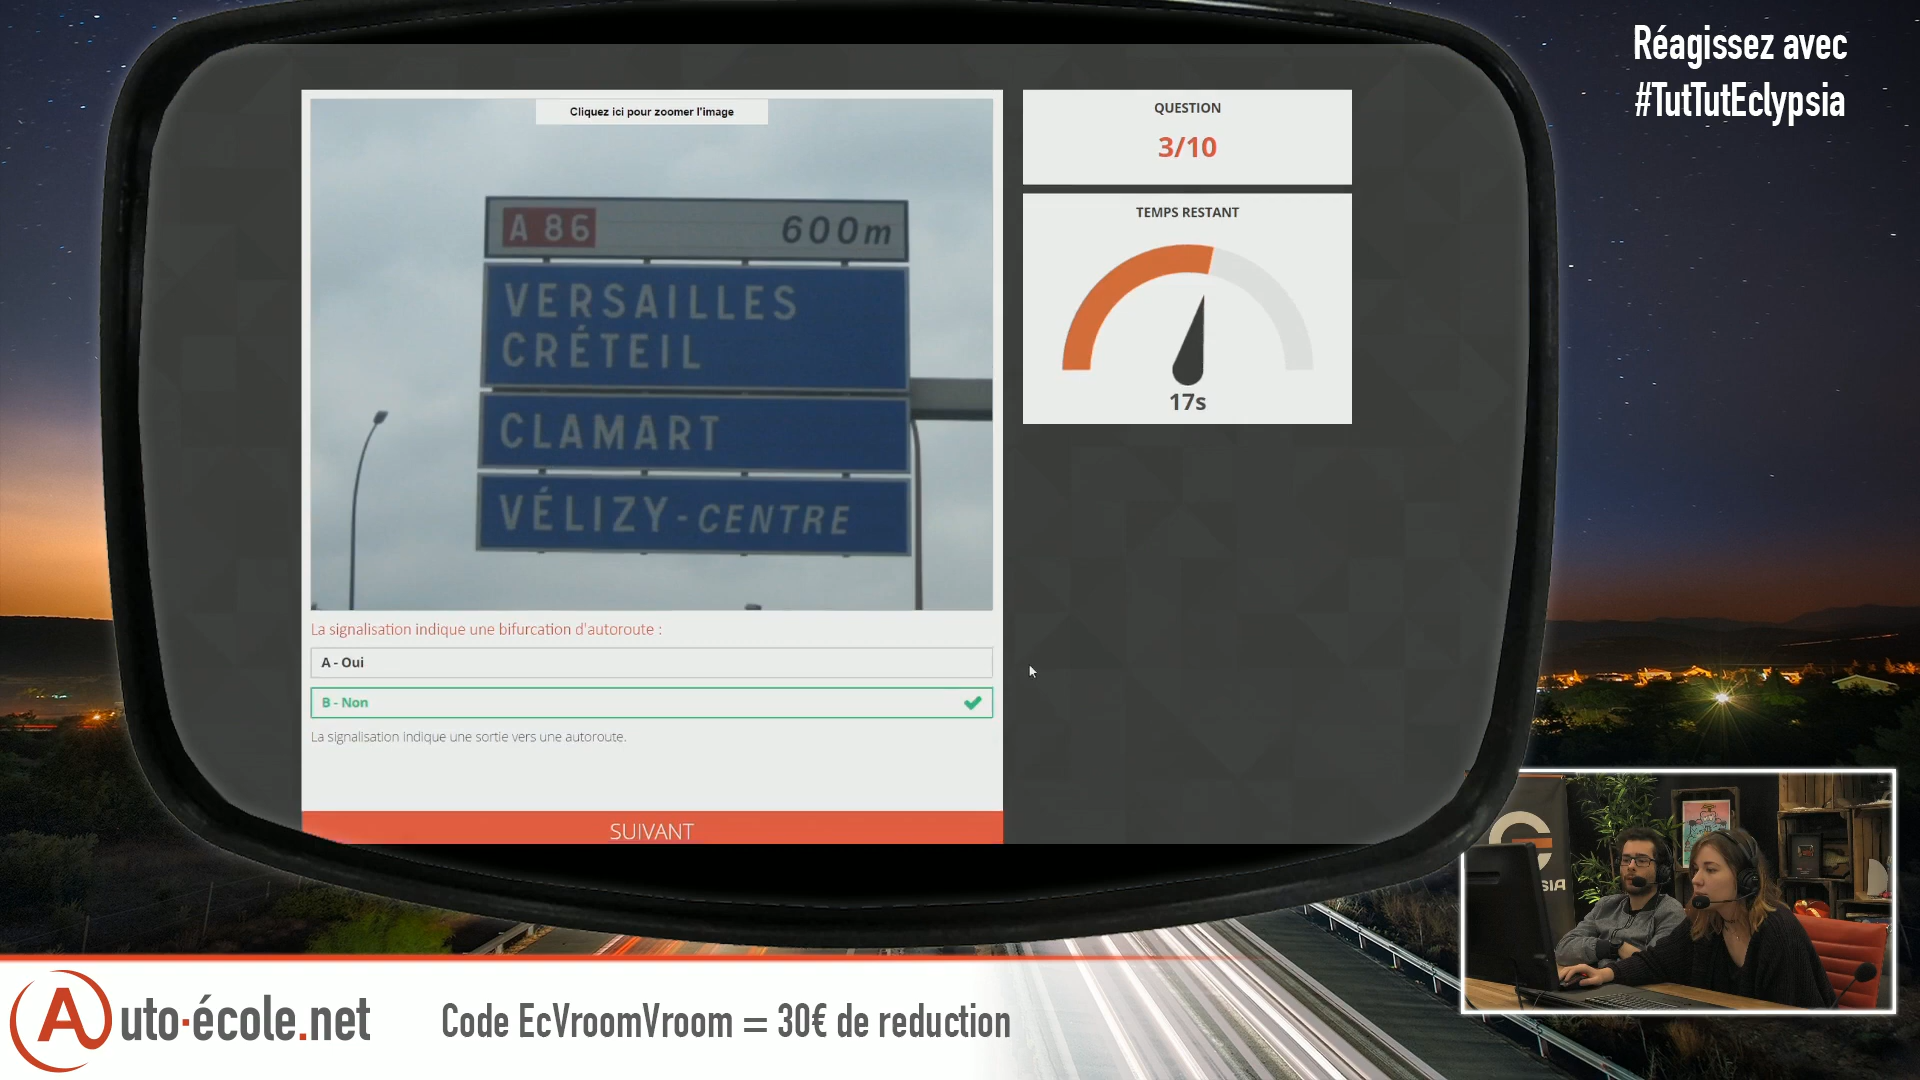 Réagissez avec
#TutTutEclypsia
Cliquez ici pour zoomer l'image
A 86 600m
VERSAILLES
CRÉTEIL
CLAMART
VÉLIZY-CENTRE
La signalisation indique une bifurcation d'autoroute :
A - Oui
B - Non
La signalisation indique une sortie vers une autoroute.
SUIVANT
QUESTION
3/10
TEMPS RESTANT
17s
SIA
Auto·école.net
Code EcVroomVroom = 30€ de reduction